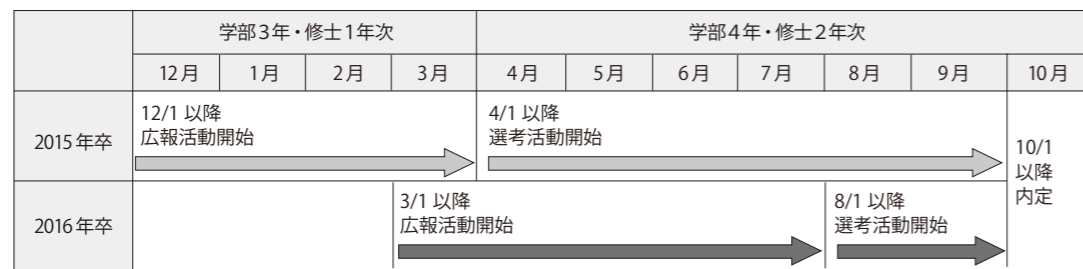 学部3年・修士1年次
学部4年・修士2年次
12月
1月
2月
3月
4月
5月
6月
7月
8月
9月
10月
2015年卒
12/1 以降
広報活動開始
4/1 以降
選考活動開始
10/1
以降
内定
2016年卒
3/1 以降
広報活動開始
8/1 以降
選考活動開始